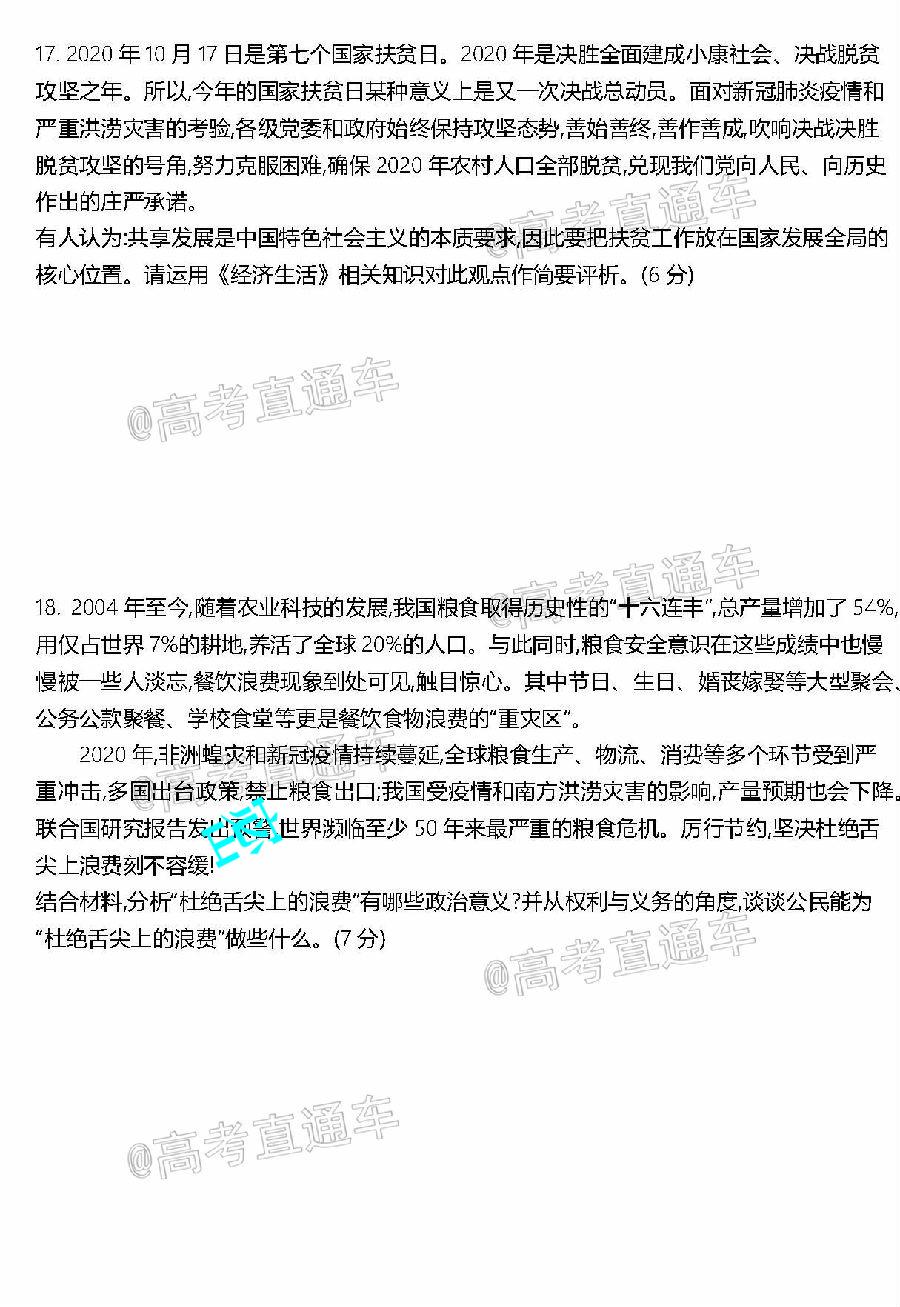 17. 2020 年 10 月 17 日是第七个国家扶贫日。2020 年是决胜全面建成小康社会、决战脱贫
攻坚之年。所以,今年的国家扶贫日某种意义上是又一次决战总动员。面对新冠肺炎疫情和
严重洪涝灾害的考验,各级党委和政府始终保持攻坚态势,善始善终,善作善成,吹响决战决胜
脱贫攻坚的号角,努力克服困难,确保 2020 年农村人口全部脱贫,兑现我们党向人民、向历史
作出的庄严承诺。
@高考直通车
有人认为:共享发展是中国特色社会主义的本质要求,因此要把扶贫工作放在国家发展全局的
核心位置。请运用《经济生活》相关知识对此观点作简要评析。(6 分)
@高考直通车
@高考直通车
18. 2004 年至今,随着农业科技的发展,我国粮食取得历史性的“十六连丰”,总产量增加了 54%,
用仅占世界 7%的耕地,养活了全球 20%的人口。与此同时,粮食安全意识在这些成绩中也慢
慢被一些人淡忘,餐饮浪费现象到处可见,触目惊心。其中节日、生日、婚丧嫁娶等大型聚会、
公务公款聚餐、学校食堂等更是餐饮食物浪费的“重灾区”。
2020 年,非洲蝗灾和新冠疫情持续蔓延,全球粮食生产、物流、消费等多个环节受到严
@高考直通车
重冲击,多国出台政策,禁止粮食出口;我国受疫情和南方洪涝灾害的影响,产量预期也会下降。
联合国研究报告发出预警,世界濒临至少 50 年来最严重的粮食危机。厉行节约,坚决杜绝舌
尖上浪费刻不容缓!
结合材料,分析“杜绝舌尖上的浪费”有哪些政治意义?并从权利与义务的角度,谈谈公民能为
“杜绝舌尖上的浪费”做些什么。(7 分)
@高考直通车
@高考直通车